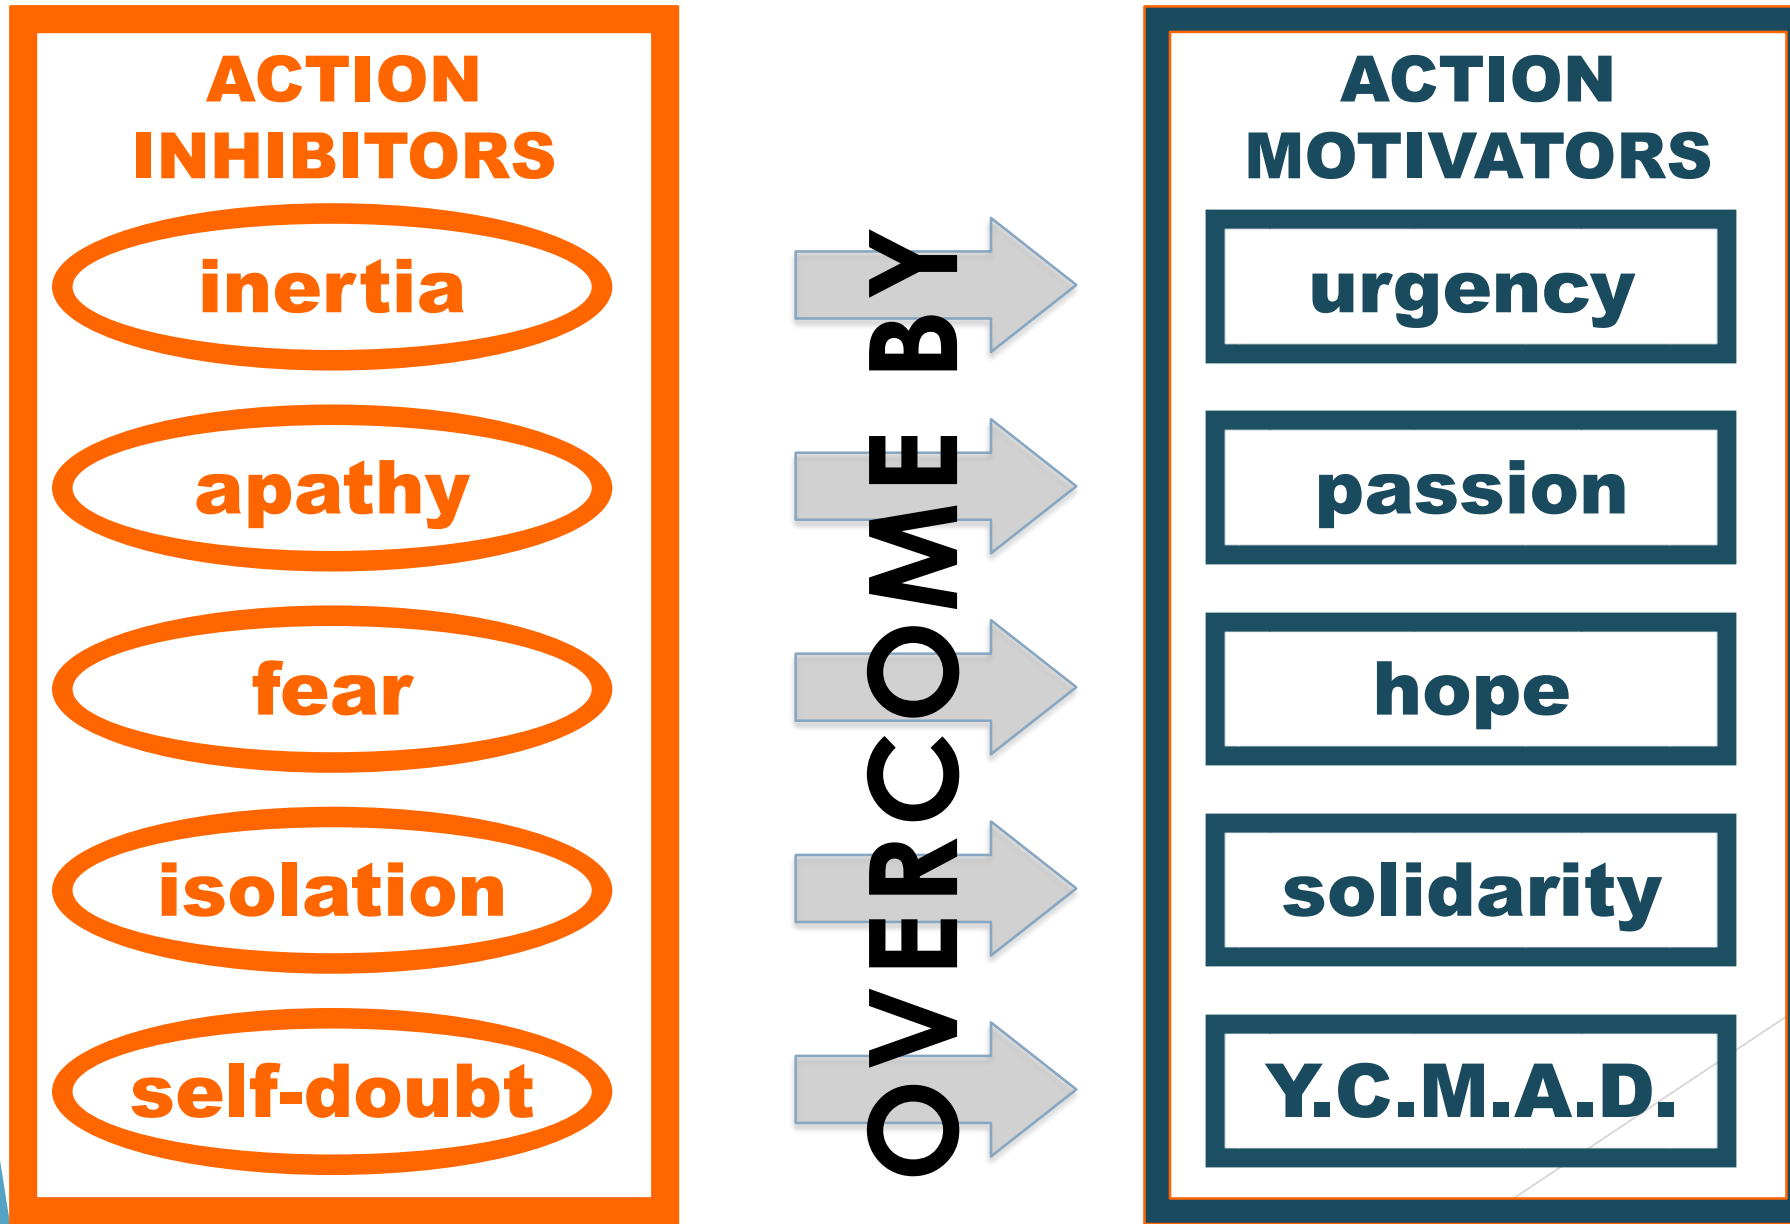 ACTION
INHIBITORS
inertia
apathy
fear
isolation
self-doubt
OVERCOME BY
ACTION
MOTIVATORS
urgency
passion
hope
solidarity
Y.C.M.A.D.